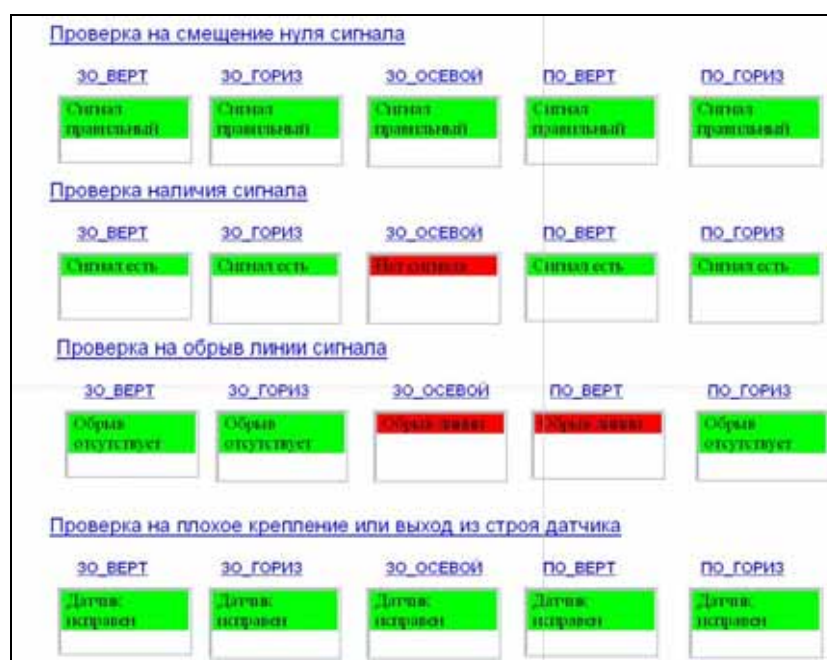 Проверка на смещение нуля сигнала
ЗО_ВЕРТ ЗО_ГОРИЗ ЗО_ОСЕВОЙ ПО_ВЕРТ ПО_ГОРИЗ
Сигнал Сигнал Сигнал Сигнал Сигнал
правильный правильный правильный правильный правильный
Проверка наличия сигнала
ЗО_ВЕРТ ЗО_ГОРИЗ ЗО_ОСЕВОЙ ПО_ВЕРТ ПО_ГОРИЗ
Сигнал есть Сигнал есть Нет сигнала Сигнал есть Сигнал есть
Проверка на обрыв линии сигнала
ЗО_ВЕРТ ЗО_ГОРИЗ ЗО_ОСЕВОЙ ПО_ВЕРТ ПО_ГОРИЗ
Обрыв Обрыв Обрыв линии Обрыв линии Обрыв
отсутствует отсутствует отсутствует
Проверка на плохое крепление или выход из строя датчика
ЗО_ВЕРТ ЗО_ГОРИЗ ЗО_ОСЕВОЙ ПО_ВЕРТ ПО_ГОРИЗ
Датчик Датчик Датчик Датчик Датчик
исправен исправен исправен исправен исправен